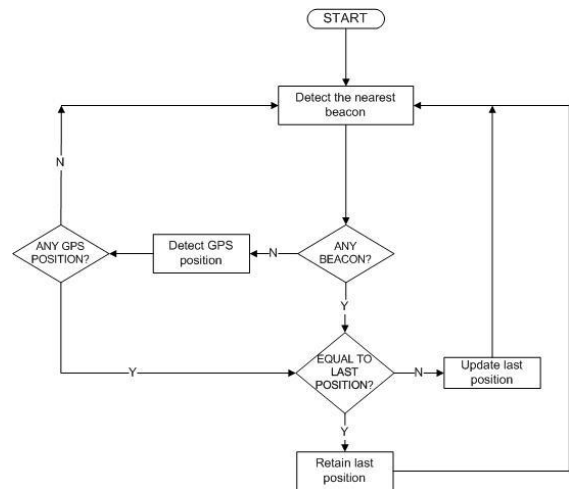 START
Detect the nearest
beacon
N
ANY GPS
POSITION?
Detect GPS
position
N
ANY
BEACON?
Y
Y
EQUAL TO
LAST
POSITION?
N
Update last
position
Y
Retain last
position